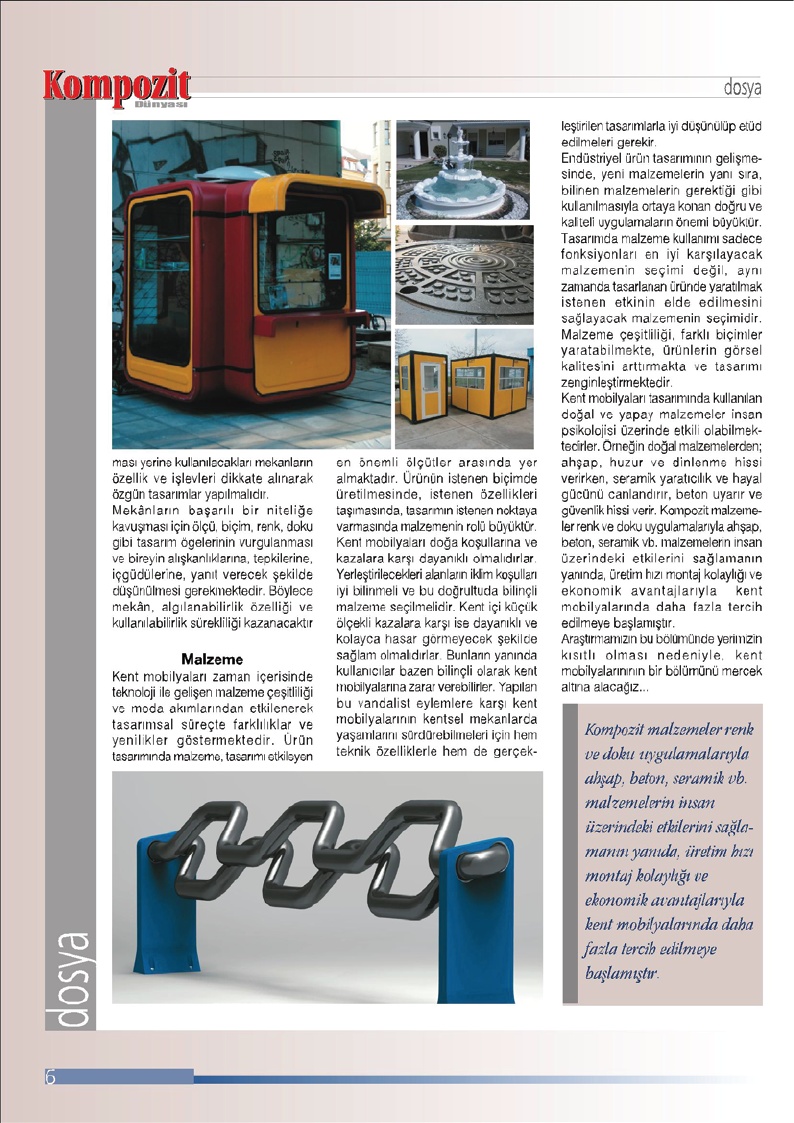 Kompozit
Dünyası
dosya
ması yerine kullanılacakları mekanların
özellik ve işlevleri dikkate alınarak
özgün tasarımlar yapılmalıdır.
Mekânların başarılı bir niteliğe
kavuşması için ölçü, biçim, renk, doku
gibi tasarım ögelerinin vurgulanması
ve bireyin alışkanlıklarına, tepkilerine,
içgüdülerine, yanıt verecek şekilde
düşünülmesi gerekmektedir. Böylece
mekân, algılanabilirlik özelliği ve
kullanılabilirlik sürekliliği kazanacaktır
Malzeme
Kent mobilyaları zaman içerisinde
teknoloji ile gelişen malzeme çeşitliliği
ve moda akımlarından etkilenerek
tasarımsal süreçte farklılıklar ve
yenilikler göstermektedir. Ürün
tasarımında malzeme, tasarımı etkileyen
en önemli ölçütler arasında yer
almaktadır. Ürünün istenen biçimde
üretilmesinde, istenen özellikleri
taşımasında, tasarımın istenen noktaya
varmasında malzemenin rolü büyüktür.
Kent mobilyaları doğa koşullarına ve
kazalara karşı dayanıklı olmalıdırlar.
Yerleştirilecekleri alanların iklim koşulları
iyi bilinmeli ve bu doğrultuda bilinçli
malzeme seçilmelidir. Kent içi küçük
ölçekli kazalara karşı ise dayanıklı ve
kolayca hasar görmeyecek şekilde
sağlam olmalıdırlar. Bunların yanında
kullanıcılar bazen bilinçli olarak kent
mobilyalarına zarar verebilirler. Yapılan
bu vandalist eylemlere karşı kent
mobilyalarının kentsel mekanlarda
yaşamlarını sürdürebilmeleri için hem
teknik özelliklerle hem de gerçek-
leştirilen tasarımlarla iyi düşünülüp etüd
edilmeleri gerekir.
Endüstriyel ürün tasarımının gelişme-
sinde, yeni malzemelerin yanı sıra,
bilinen malzemelerin gerektiği gibi
kullanılmasıyla ortaya konan doğru ve
kaliteli uygulamaların önemi büyüktür.
Tasarımda malzeme kullanımı sadece
fonksiyonları en iyi karşılayacak
malzemenin seçimi değil, aynı
zamanda tasarlanan üründe yaratılmak
istenen etkinin elde edilmesini
sağlayacak malzemenin seçimidir.
Malzeme çeşitliliği, farklı biçimler
yaratabilmekte, ürünlerin görsel
kalitesini arttırmakta ve tasarımı
zenginleştirmektedir.
Kent mobilyaları tasarımında kullanılan
doğal ve yapay malzemeler insan
psikolojisi üzerinde etkili olabilmek-
tedirler. Örneğin doğal malzemelerden;
ahşap, huzur ve dinlenme hissi
verirken, seramik yaratıcılık ve hayal
gücünü canlandırır, beton uyarır ve
güvenlik hissi verir. Kompozit malzeme-
ler renk ve doku uygulamalarıyla ahşap,
beton, seramik vb. malzemelerin insan
üzerindeki etkilerini sağlamanın
yanında, üretim hızı montaj kolaylığı ve
ekonomik avantajlarıyla kent
mobilyalarında daha fazla tercih
edilmeye başlamıştır.
Araştırmamızın bu bölümünde yerimizin
kısıtlı olması nedeniyle, kent
mobilyalarınının bir bölümünü mercek
altına alacağız...
Kompozit malzemeler renk
ve doku uygulamalarıyla
ahşap, beton, seramik vb.
malzemelerin insan
üzerindeki etkilerini sağla-
manın yanıda, üretim hızı
montaj kolaylığı ve
ekonomik avantajlarıyla
kent mobilyalarında daha
fazla tercih edilmeye
başlamıştır.
dosya
6